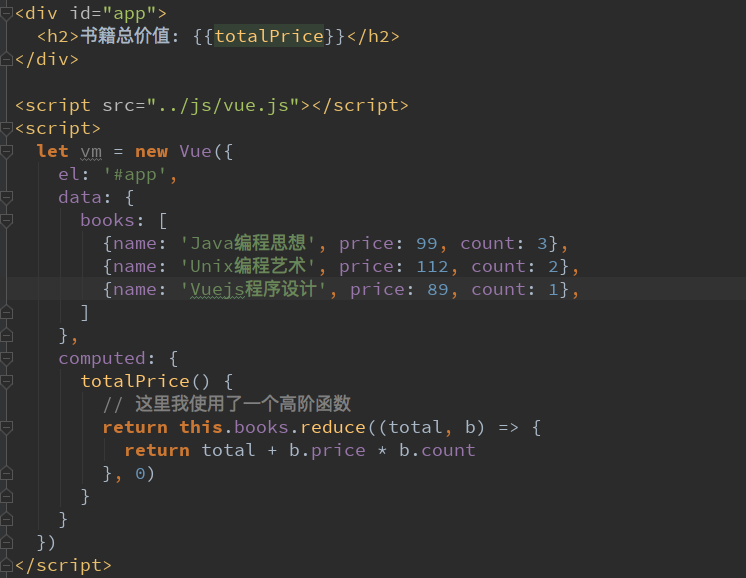 <div id="app">
  <h2>书籍总价值: {{totalPrice}}</h2>
</div>

<script src="../js/vue.js"></script>
<script>
  let vm = new Vue({
    el: '#app',
    data: {
      books: [
        {name: 'Java编程思想', price: 99, count: 3},
        {name: 'Unix编程艺术', price: 112, count: 2},
        {name: 'Vuejs程序设计', price: 89, count: 1},
      ]
    },
    computed: {
      totalPrice() {
        // 这里我使用了一个高阶函数
        return this.books.reduce((total, b) => {
          return total + b.price * b.count
        }, 0)
      }
    }
  })
</script>